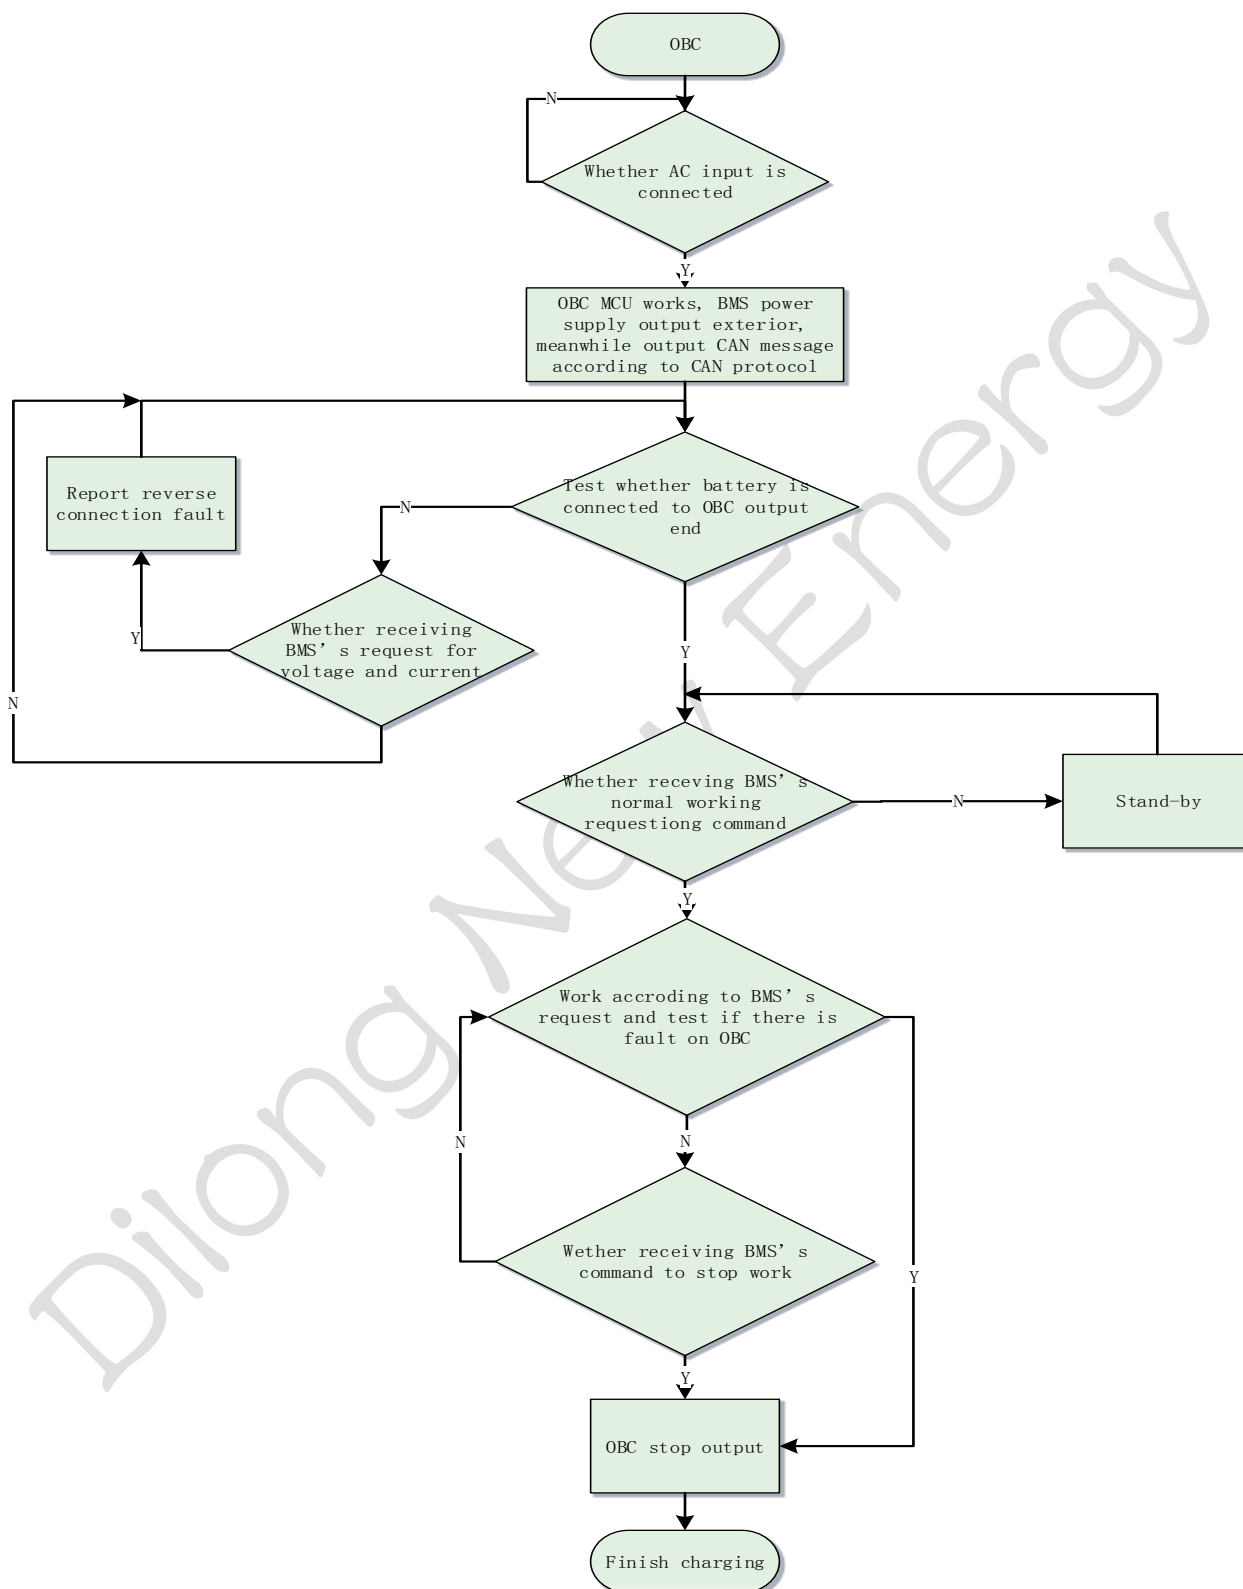 OBC
N
Whether AC input is
connected
Y
OBC MCU works, BMS power
supply output exterior,
meanwhile output CAN message
according to CAN protocol
Report reverse
connection fault
Test whether battery is
connected to OBC output
end
N
Whether receiving
BMS’s request for
voltage and current
Y
N
Y
Whether receving BMS’s
normal working
requestiong command
N
Stand-by
Y
Work accroding to BMS’s
request and test if there is
fault on OBC
N
N
Wether receiving BMS’s
command to stop work
Y
Y
OBC stop output
Finish charging
Dilong New Energy